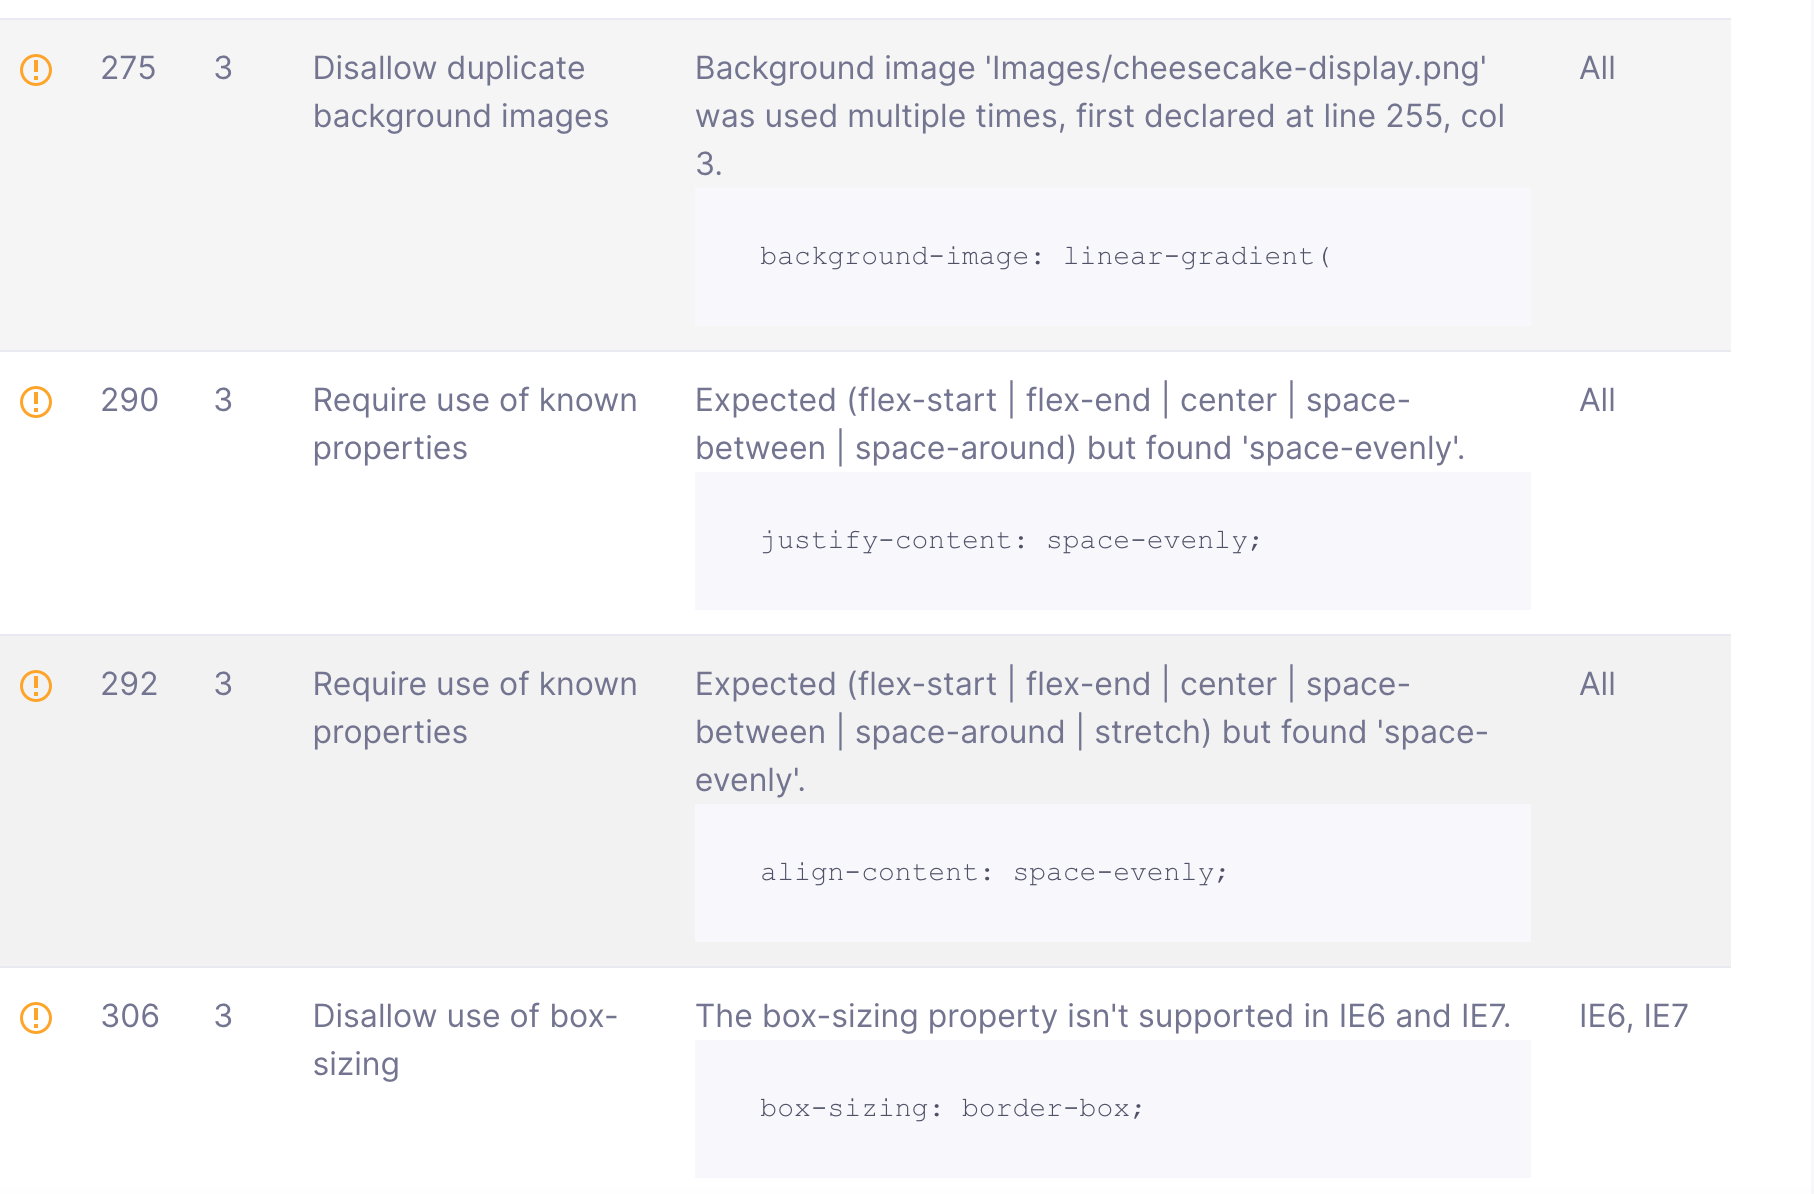 275 3 Disallow duplicate Background image 'Images/cheesecake-display.png' All
background images was used multiple times, first declared at line 255, col
3.
background-image: linear-gradient(
290 3 Require use of known Expected (flex-start | flex-end | center | space- All
properties between | space-around) but found 'space-evenly'.
justify-content: space-evenly;
292 3 Require use of known Expected (flex-start | flex-end | center | space- All
properties between | space-around | stretch) but found 'space-
evenly'.
align-content: space-evenly;
306 3 Disallow use of box- The box-sizing property isn't supported in IE6 and IE7. IE6, IE7
sizing
box-sizing: border-box;